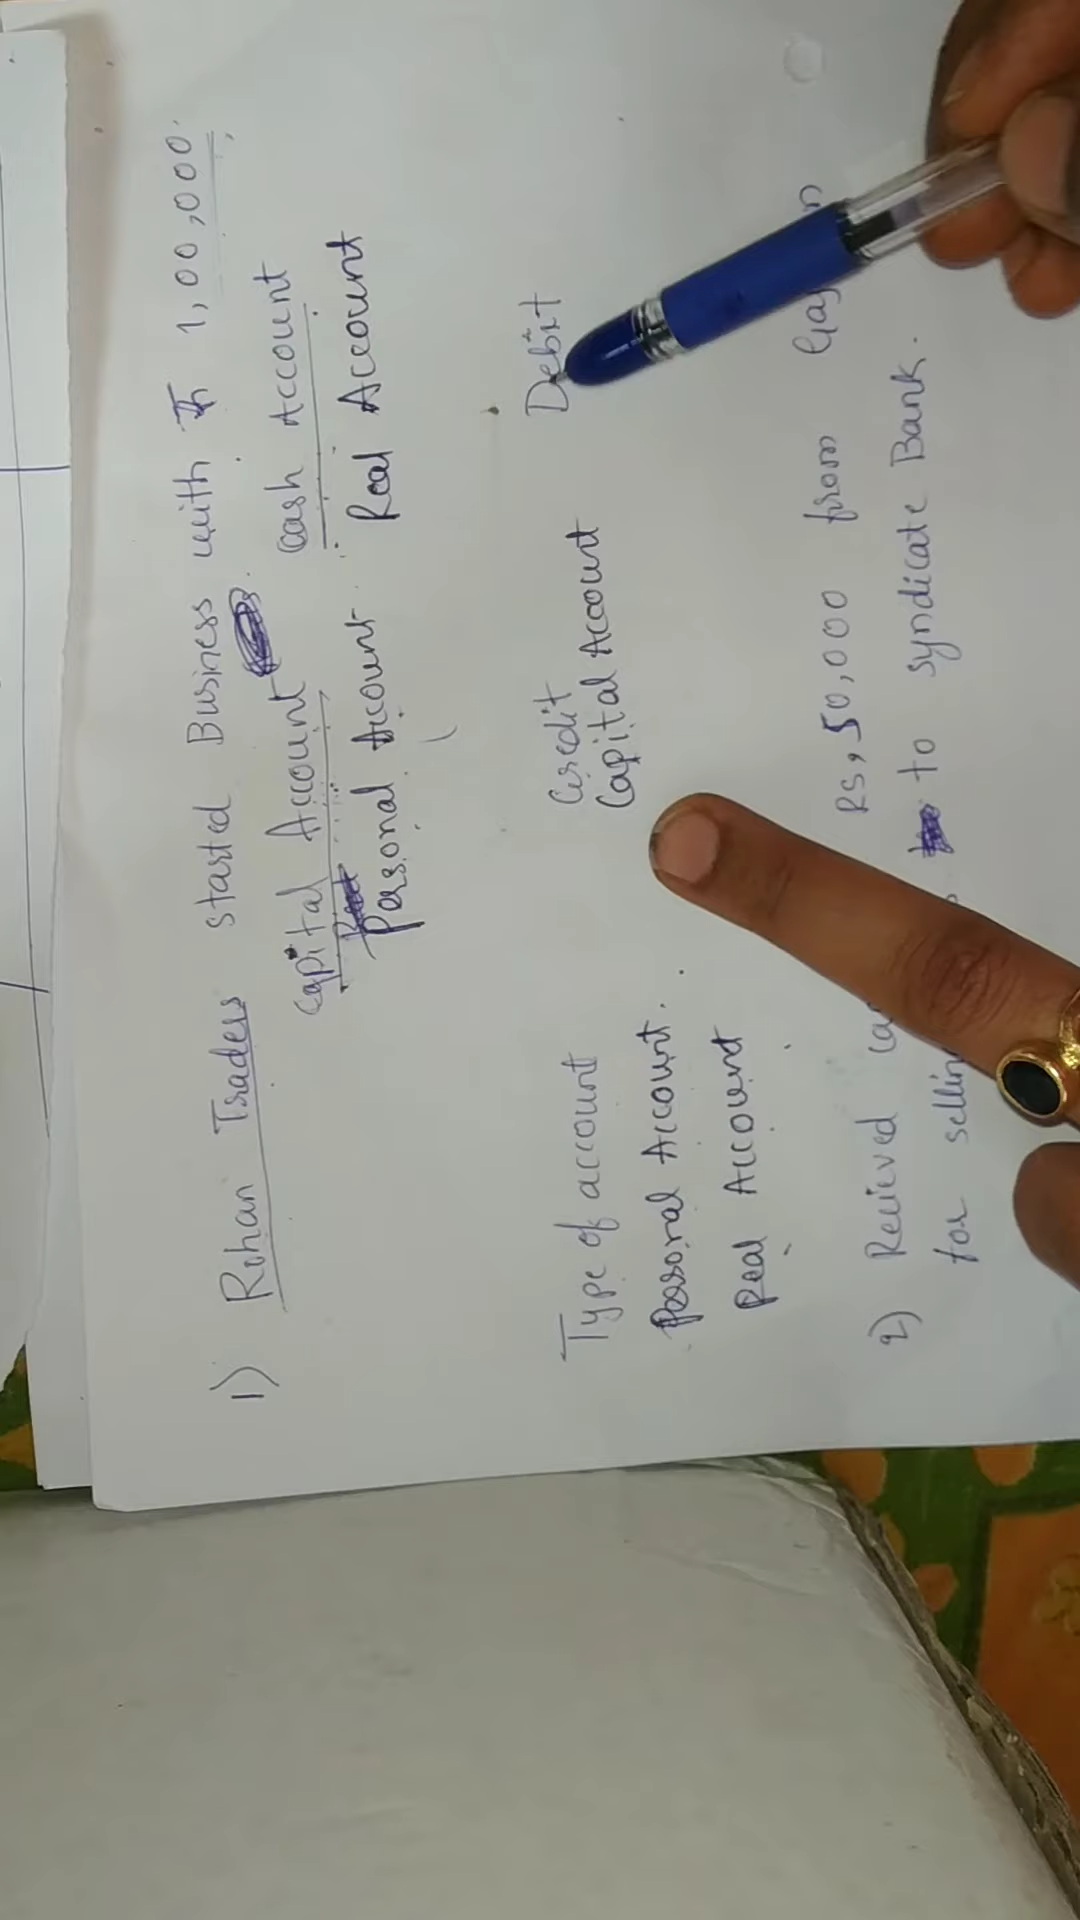 1) Rohan Traders started Business with ₹ 1,00,000.
Capital Account Cash Account
Personal Account Real Account
Type of account Credit Debit
Personal Account. Capital Account
Real Account
2) Recieved Rs, 50,000 from
for to syndicate Bank.